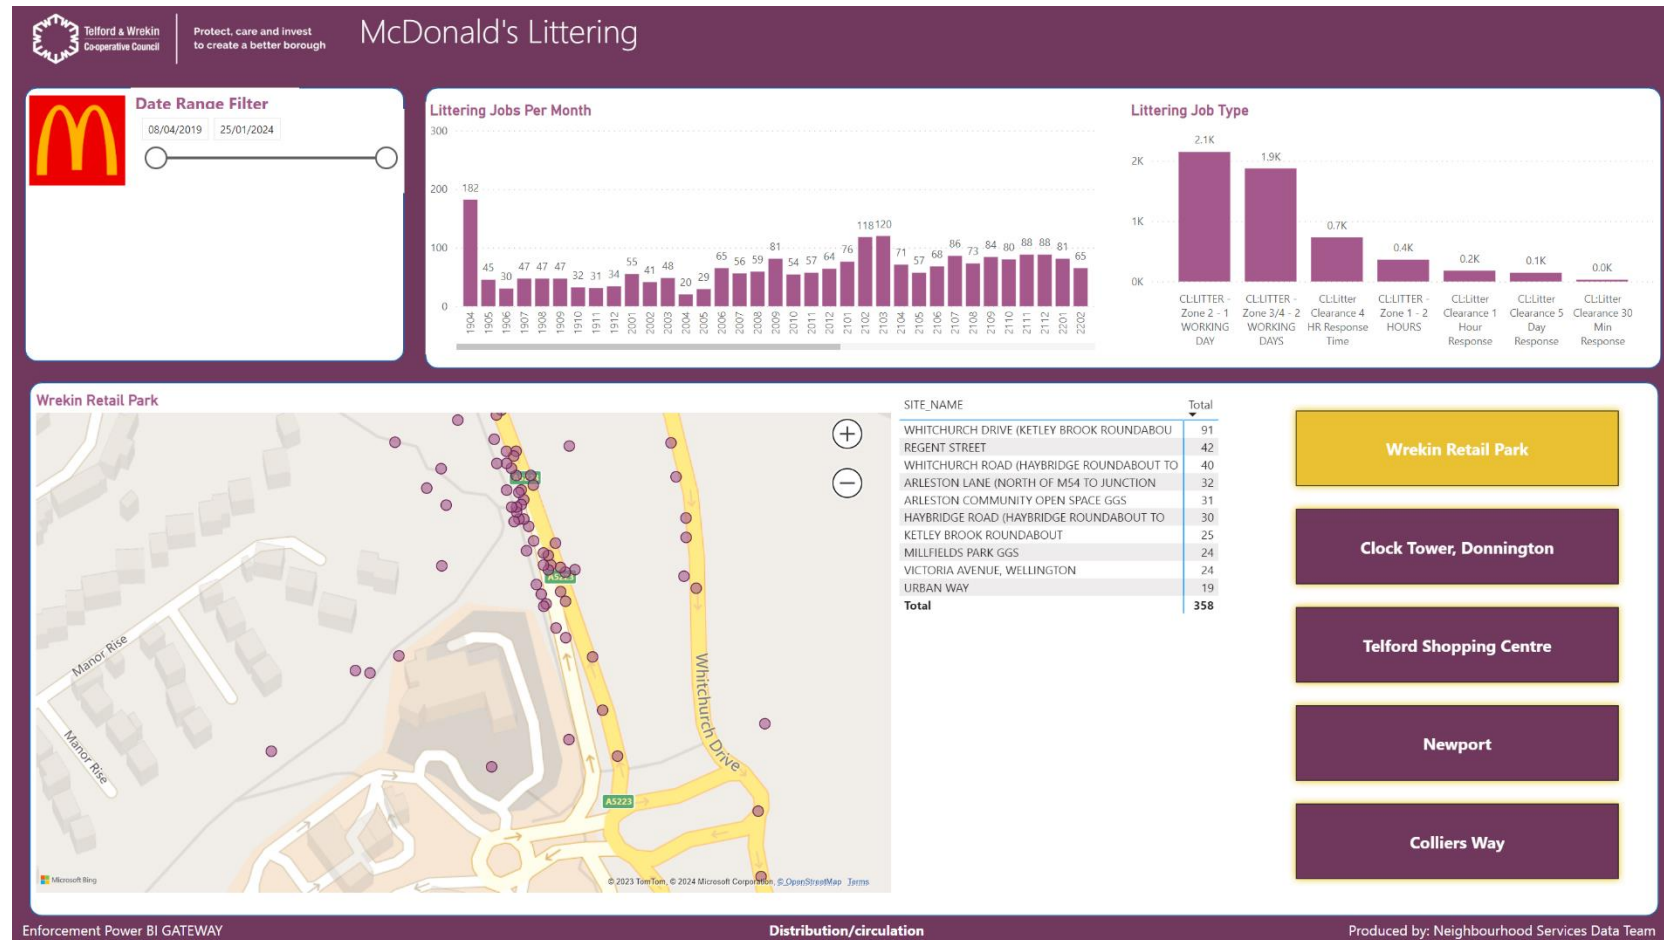 Telford & Wrekin
Co-operative Council
Protect, care and invest
to create a better borough
McDonald's Littering
Date Range Filter
08/04/2019 25/01/2024
Littering Jobs Per Month
300
200
100
0
182 45 30 47 47 47 32 31 34 55 41 48 20 29 65 56 59 81 54 57 64 76 118 120 71 57 68 86 73 84 80 88 88 81 65
1904 1905 1906 1907 1908 1909 1910 1911 1912 2001 2002 2003 2004 2005 2006 2007 2008 2009 2010 2011 2012 2101 2102 2103 2104 2105 2106 2107 2108 2109 2110 2111 2112 2201 2202
Littering Job Type
2K
1K
0K
2.1K 1.9K 0.7K 0.4K 0.2K 0.1K 0.0K
CL:LITTER -
Zone 2 - 1
WORKING
DAY
CL:LITTER -
Zone 3/4 - 2
WORKING
DAYS
CL:Litter
Clearance 4
HR Response
Time
CL:LITTER -
Zone 1 - 2
HOURS
CL:Litter
Clearance 1
Hour
Response
CL:Litter
Clearance 5
Day
Response
CL:Litter
Clearance 30
Min
Response
Wrekin Retail Park
Manor Rise
Manor Rise
Whitchurch Drive
A5223
A5223
Microsoft Bing
© 2023 TomTom, © 2024 Microsoft Corporation, © OpenStreetMap Terms
SITE_NAME Total
WHITCHURCH DRIVE (KETLEY BROOK ROUNDABOU 91
REGENT STREET 42
WHITCHURCH ROAD (HAYBRIDGE ROUNDABOUT TO 40
ARLESTON LANE (NORTH OF M54 TO JUNCTION 32
ARLESTON COMMUNITY OPEN SPACE GGS 31
HAYBRIDGE ROAD (HAYBRIDGE ROUNDABOUT TO 30
KETLEY BROOK ROUNDABOUT 25
MILLFIELDS PARK GGS 24
VICTORIA AVENUE, WELLINGTON 24
URBAN WAY 19
Total 358
Wrekin Retail Park
Clock Tower, Donnington
Telford Shopping Centre
Newport
Colliers Way
Enforcement Power BI GATEWAY
Distribution/circulation
Produced by: Neighbourhood Services Data Team